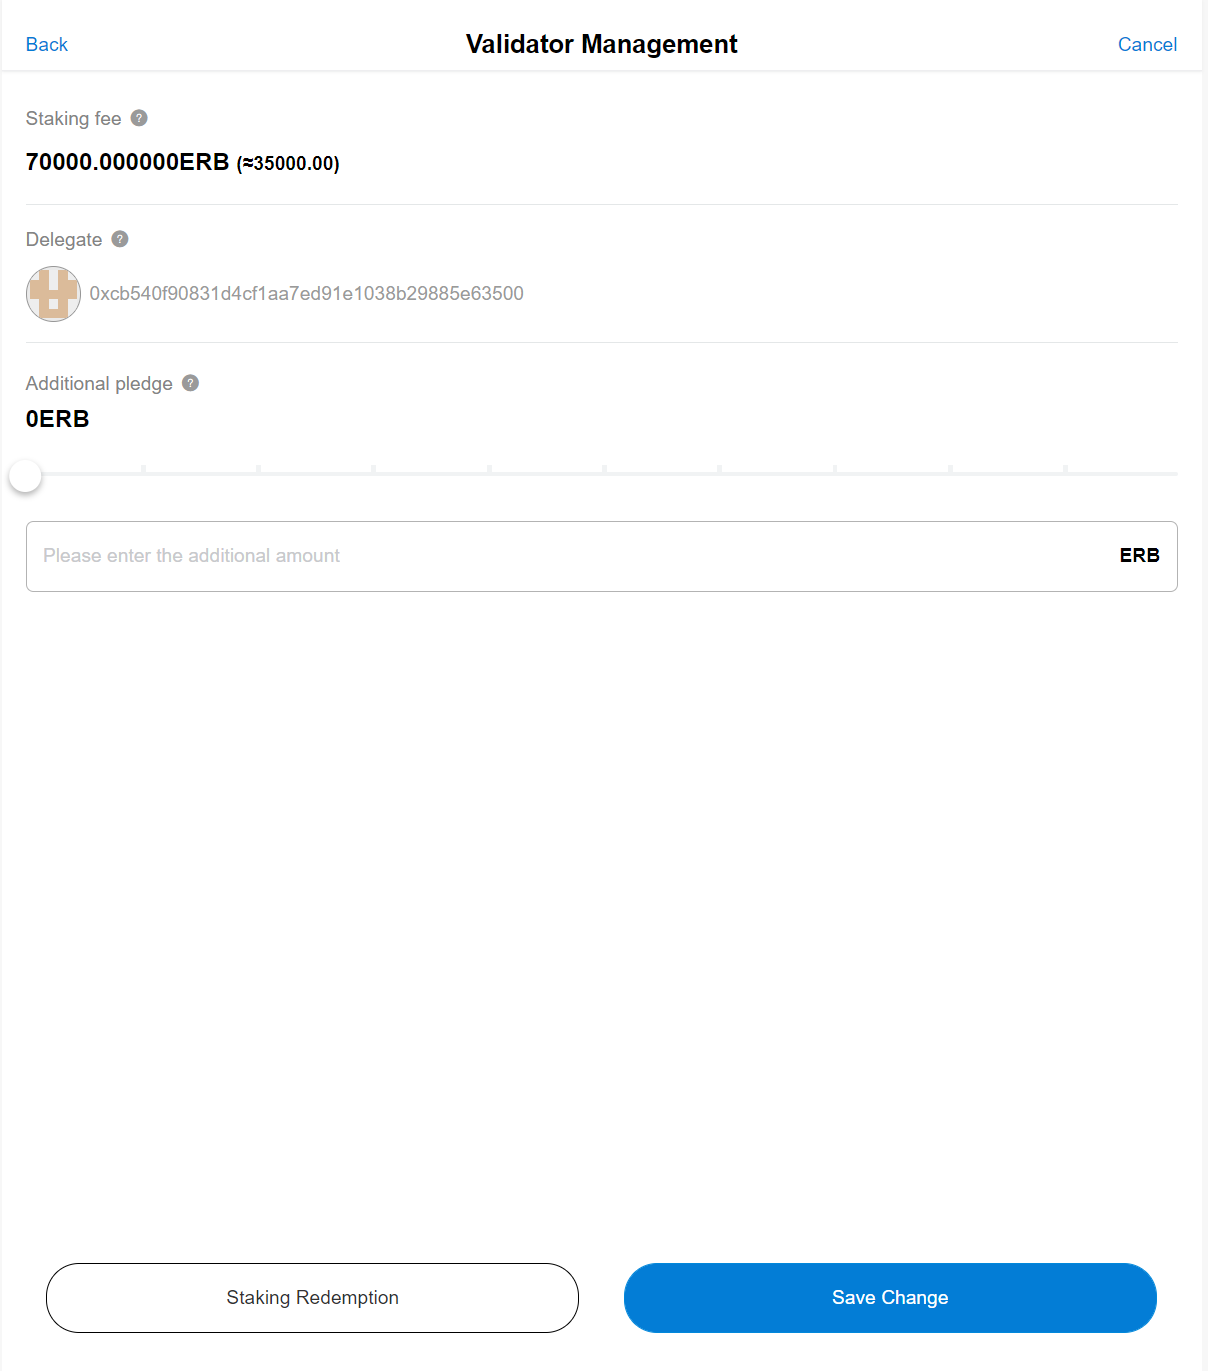 Back
Validator Management
Cancel
Staking fee ?
70000.000000ERB (≈35000.00)
Delegate ?
0xcb540f90831d4cf1aa7ed91e1038b29885e63500
Additional pledge ?
0ERB
Please enter the additional amount
ERB
Staking Redemption
Save Change